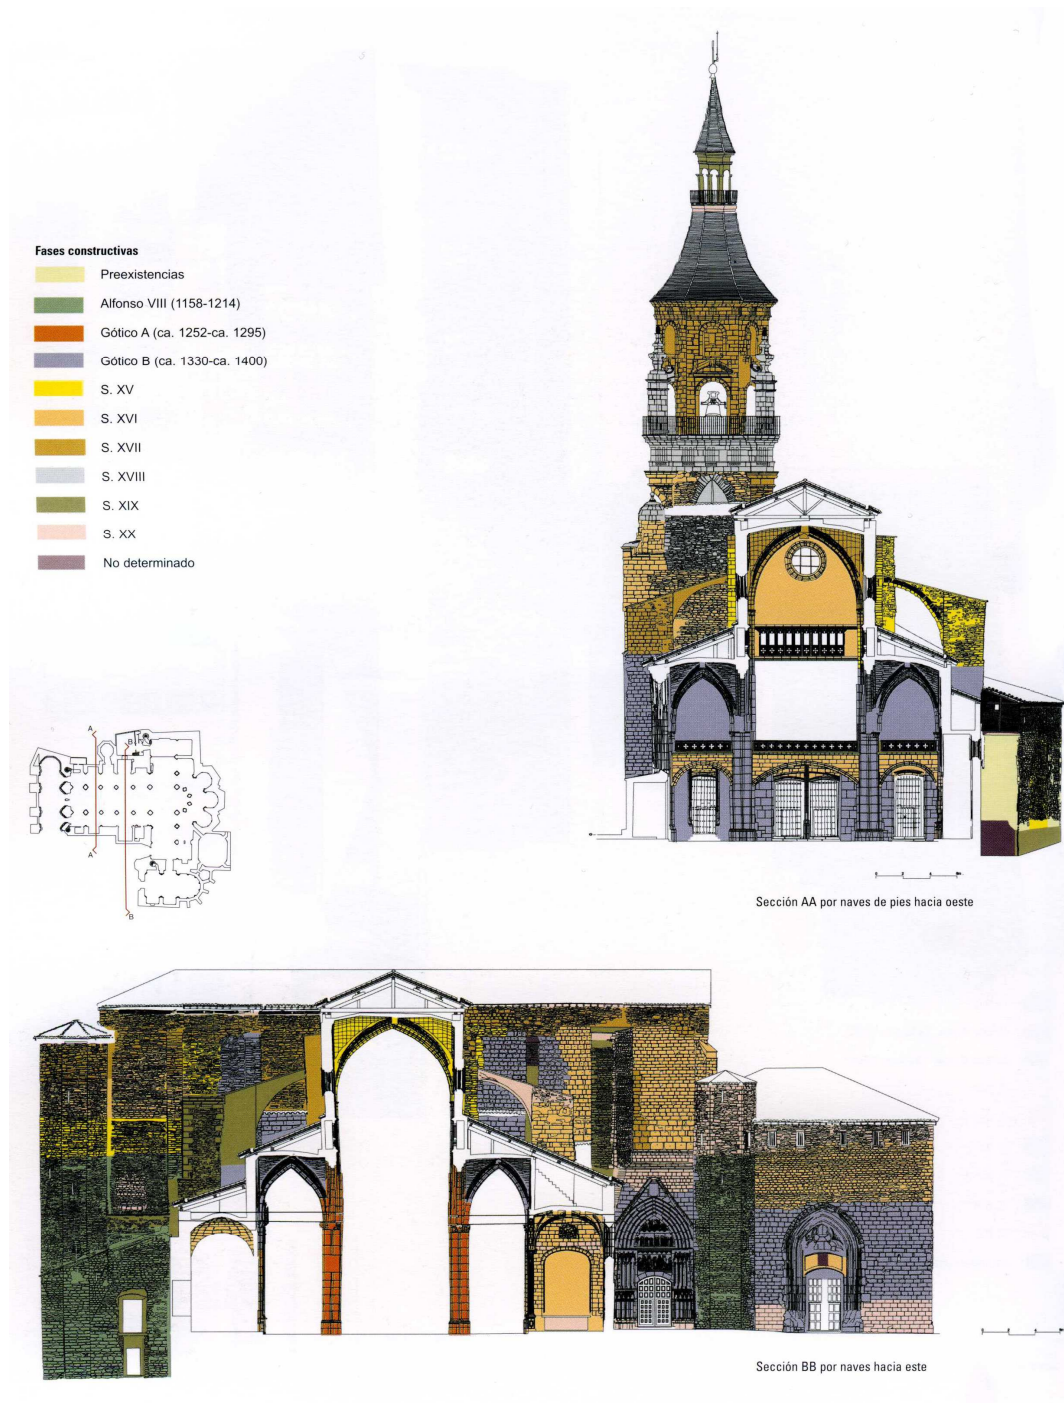 Fases constructivas
Preexistencias
Alfonso VIII (1158-1214)
Gótico A (ca. 1252-ca. 1295)
Gótico B (ca. 1330-ca. 1400)
S. XV
S. XVI
S. XVII
S. XVIII
S. XIX
S. XX
No determinado
A
B
A
B
Sección AA por naves de pies hacia oeste
Sección BB por naves hacia este